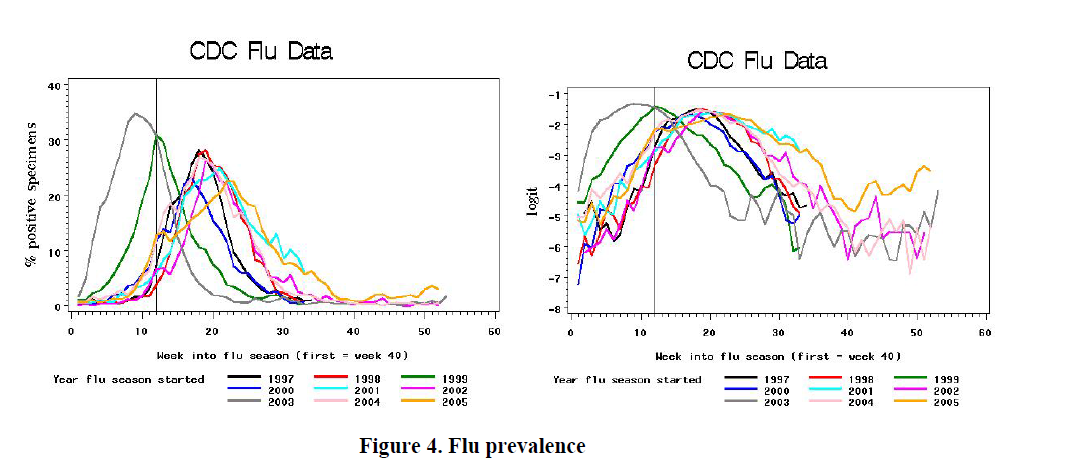 CDC Flu Data
% positive specimens
40
30
20
10
0
0 10 20 30 40 50 60
Week into flu season (first = week 40)
Year flu season started 1997 1998 1999
2000 2001 2002
2003 2004 2005
CDC Flu Data
logit
-1
-2
-3
-4
-5
-6
-7
-8
0 10 20 30 40 50 60
Week into flu season (first = week 40)
Year flu season started 1997 1998 1999
2000 2001 2002
2003 2004 2005
Figure 4. Flu prevalence